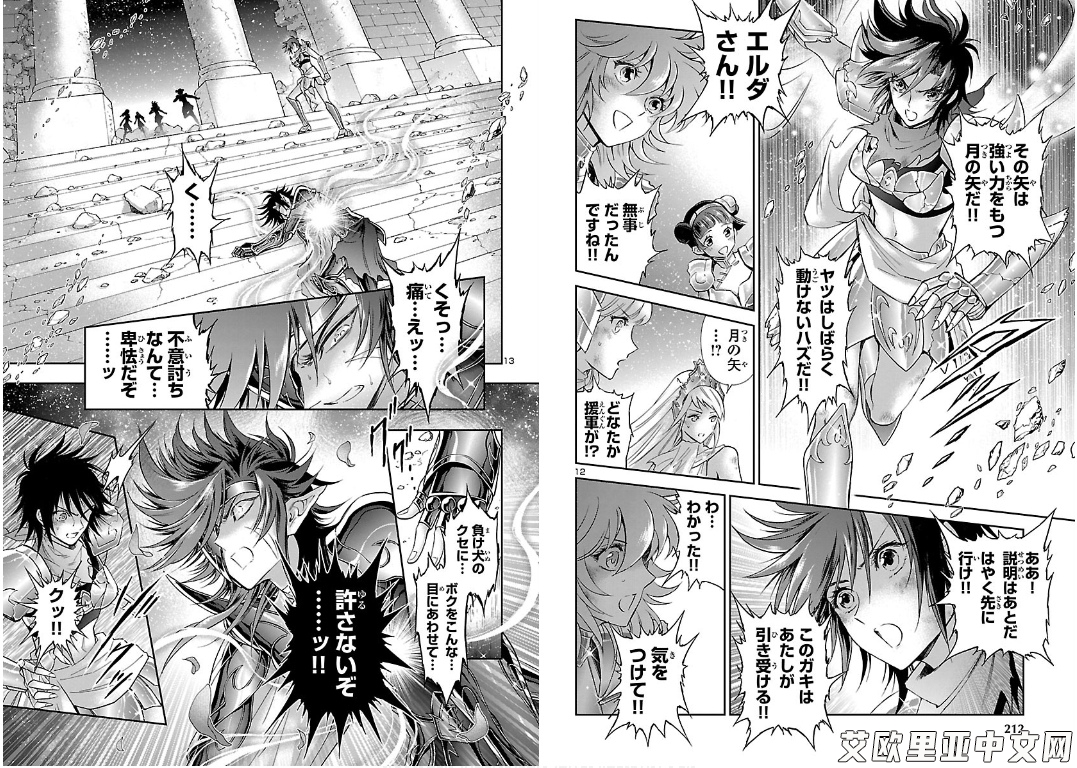 エルダ
さん!!
その矢は
強い力をもつ
月の矢だ!!
無事
だったん
ですね!!
ヤツはしばらく
動けないハズだ!!
月の矢
…!?
どなたか
援軍が!?
12
ああ!
説明はあとだ
はやく先に
行け!!
このガキは
あたしが
引き受ける!!
わ…
わかった!!
気を
つけて!!
212
く……
くそっ…
痛…えッ…
不意討ち
なんて…
卑怯だぞ
……ッ
13
負け犬の
クセに…
ボクをこんな…
目にあわせて…
許さないぞ
……ッ!!
クッ!!
艾欧里亚中文网